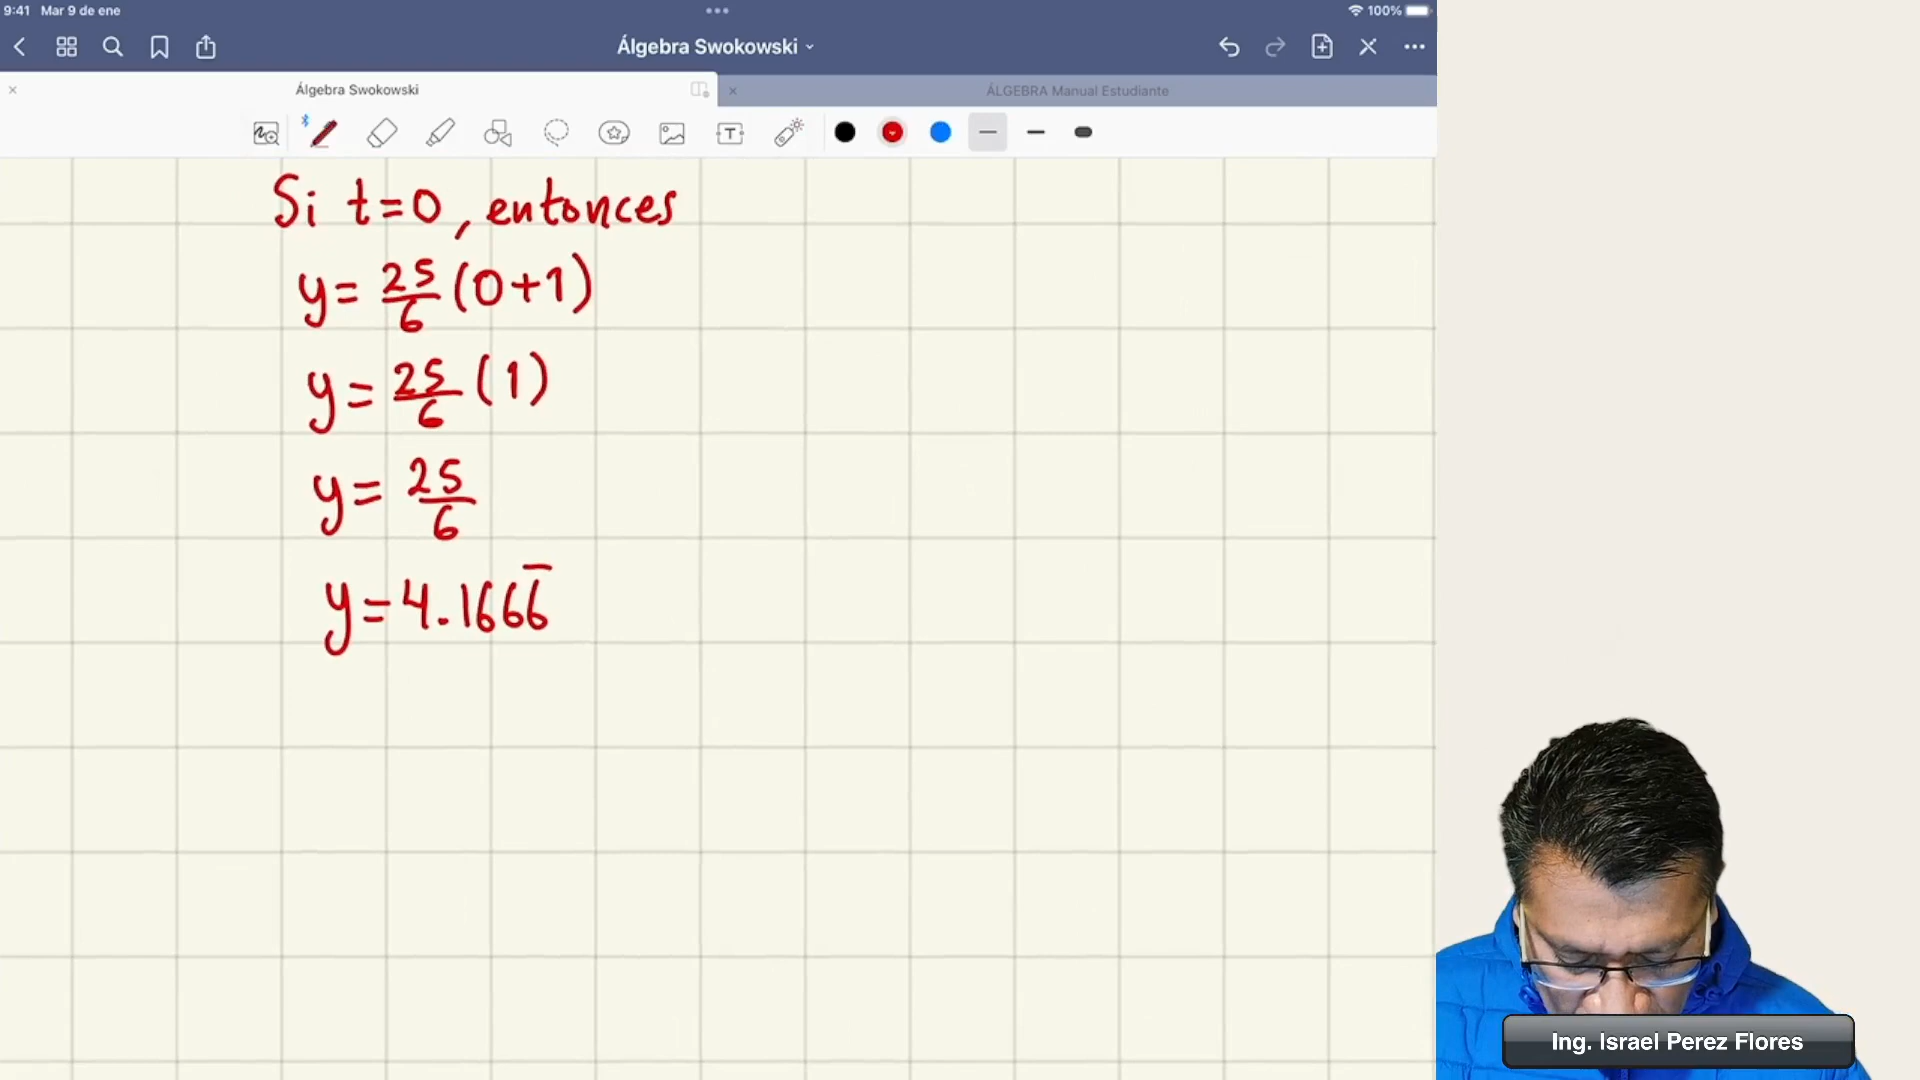 9:41 Mar 9 de ene
100%
Álgebra Swokowski
Álgebra Swokowski
ÁLGEBRA Manual Estudiante
Si t=0, entonces
y = 25/6 (0+1)
y = 25/6 (1)
y = 25/6
y = 4.1666̅
Ing. Israel Perez Flores